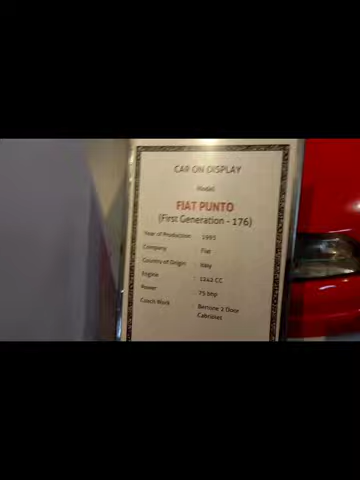 CAR ON DISPLAY
Model
FIAT PUNTO
(First Generation - 176)
Year of Production : 1995
Company : Fiat
Country of Origin : Italy
Engine : 1242 CC
Power : 75 bhp
Coach Work : Bertone 2 Door
Cabriolet